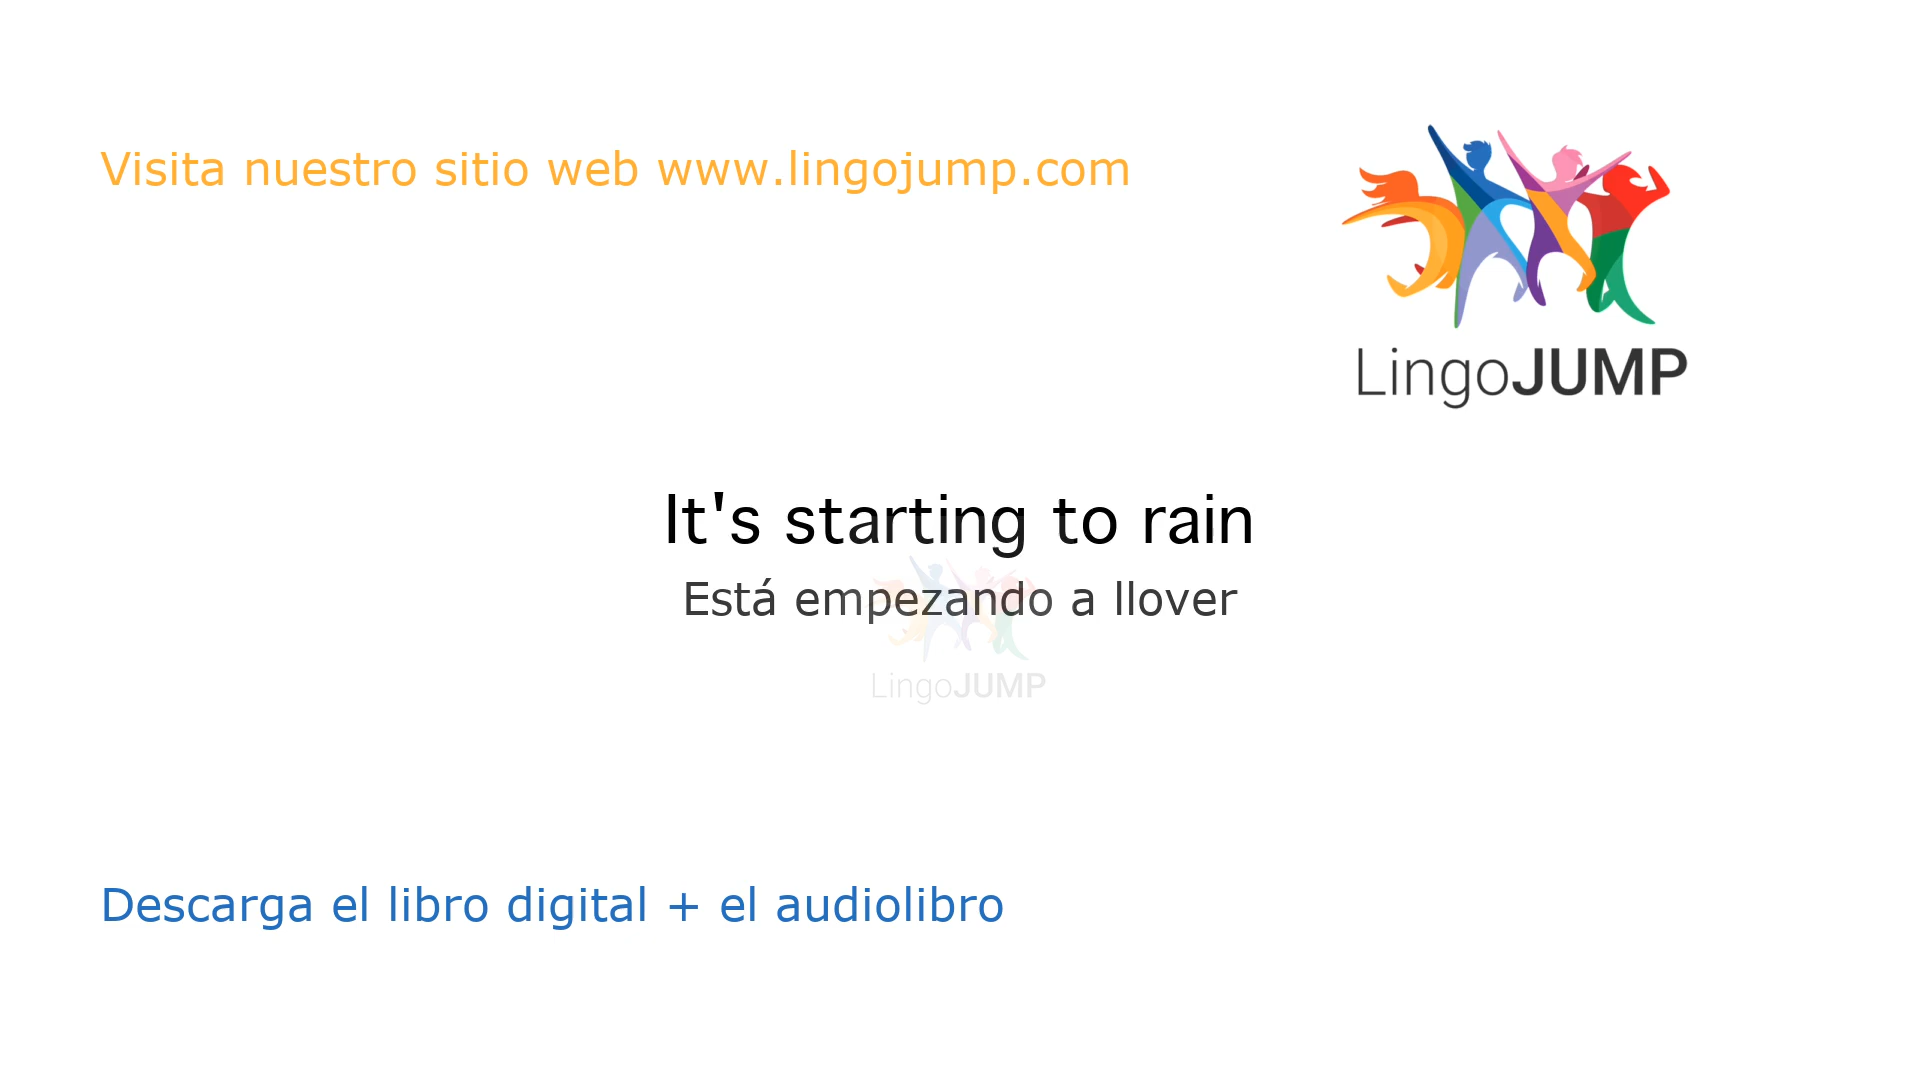 Visita nuestro sitio web www.lingojump.com
LingoJUMP
It's starting to rain
Está empezando a llover
LingoJUMP
Descarga el libro digital + el audiolibro